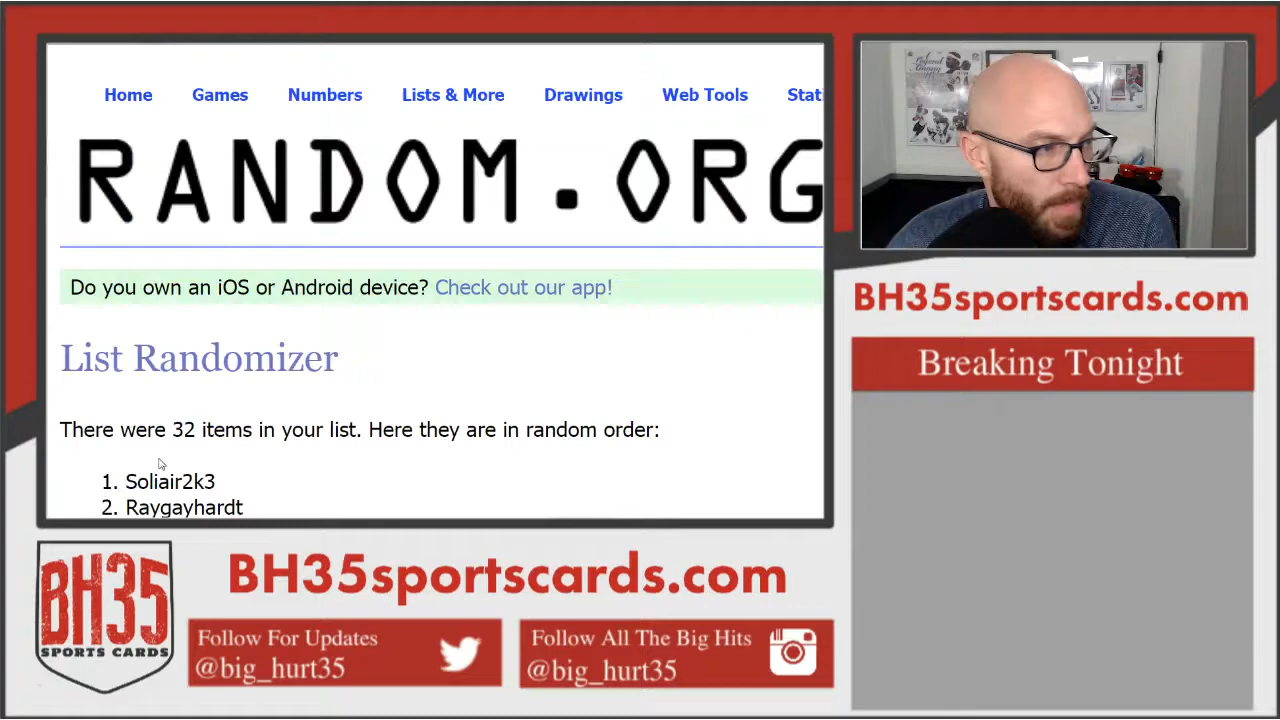 Home Games Numbers Lists & More Drawings Web Tools Stati
RANDOM.ORG
Do you own an iOS or Android device? Check out our app!
List Randomizer
There were 32 items in your list. Here they are in random order:
1. Soliair2k3
2. Raygayhardt
BH35sportscards.com
Breaking Tonight
BH35
SPORTS CARDS
BH35sportscards.com
Follow For Updates
@big_hurt35
Follow All The Big Hits
@big_hurt35